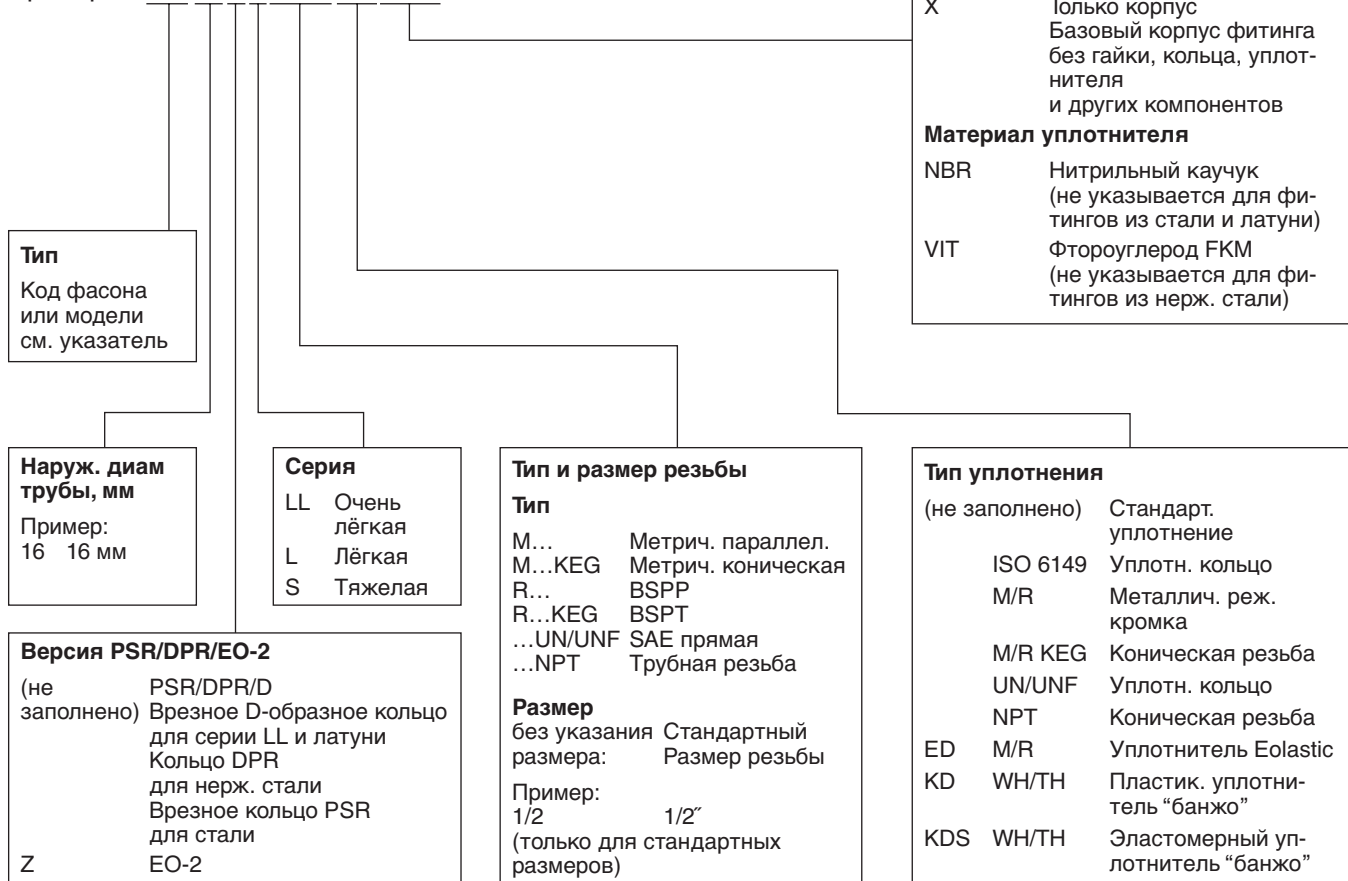 X Только корпус
Базовый корпус фитинга
без гайки, кольца, уплот-
нителя
и других компонентов
Материал уплотнителя
NBR Нитрильный каучук
(не указывается для фи-
тингов из стали и латуни)
VIT Фтороуглерод FKM
(не указывается для фи-
тингов из нерж. стали)
Тип
Код фасона
или модели
см. указатель
Наруж. диам
трубы, мм
Пример:
16 16 мм
Серия
LL Очень
лёгкая
L Лёгкая
S Тяжелая
Версия PSR/DPR/EO-2
(не PSR/DPR/D
заполнено) Врезное D-образное кольцо
для серии LL и латуни
Кольцо DPR
для нерж. стали
Врезное кольцо PSR
для стали
Z EO-2
Тип и размер резьбы
Тип
M… Метрич. параллел.
M…KEG Метрич. коническая
R… BSPP
R…KEG BSPT
…UN/UNF SAE прямая
…NPT Трубная резьба
Размер
без указания Стандартный
размера: Размер резьбы
Пример:
1/2 1/2″
(только для стандартных
размеров)
Тип уплотнения
(не заполнено) Стандарт.
уплотнение
ISO 6149 Уплотн. кольцо
M/R Металлич. реж.
кромка
M/R KEG Коническая резьба
UN/UNF Уплотн. кольцо
NPT Коническая резьба
ED M/R Уплотнитель Eolastic
KD WH/TH Пластик. уплотни-
тель “банжо”
KDS WH/TH Эластомерный уп-
лотнитель “банжо”